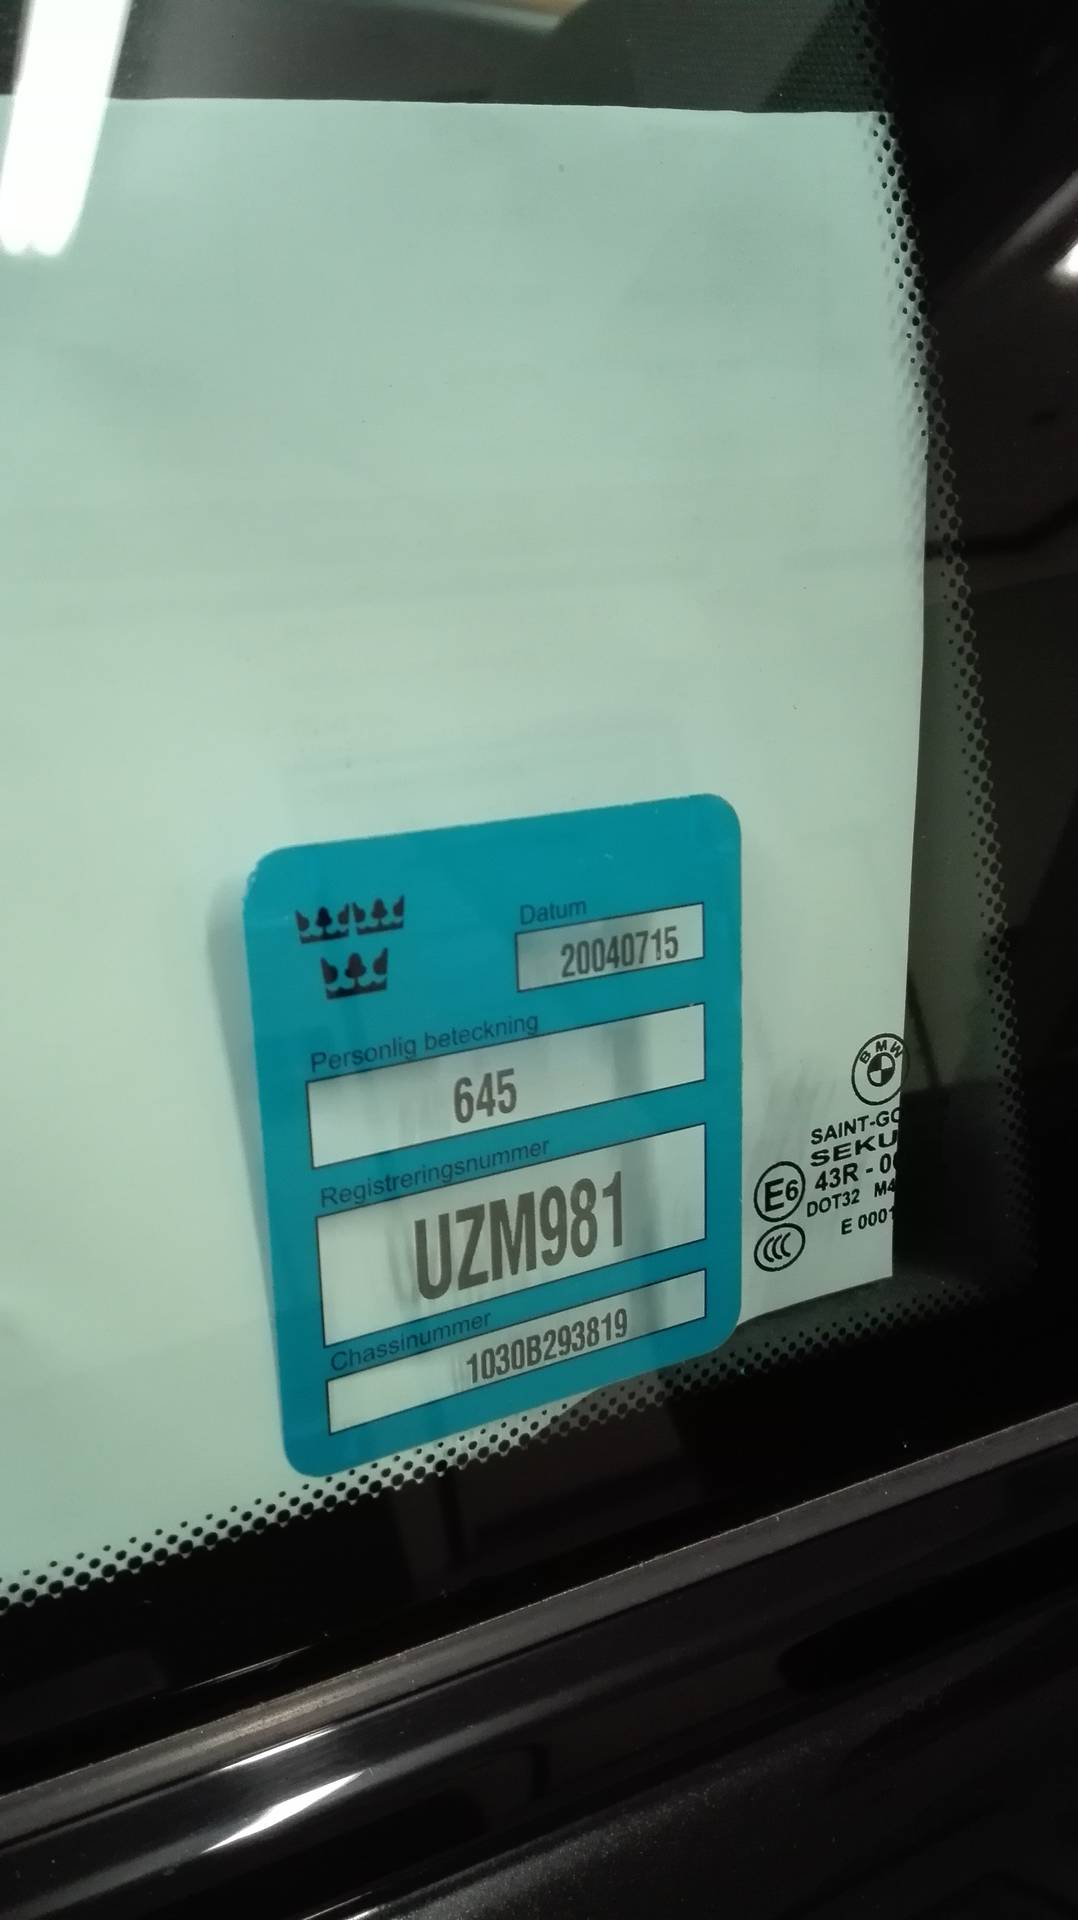 Datum
20040715
Personlig beteckning
645
Registreringsnummer
UZM981
Chassinummer
1030B293819
BMW
SAINT-GO
SEKU
E6 43R - 0
DOT32 M4
CCC E 0001